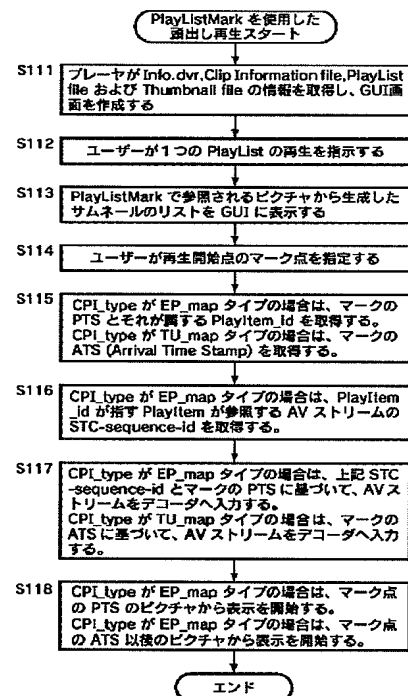 PlayListMark を使用した
頭出し再生スタート
S111
プレーヤが Info.dvr,Clip Information file,PlayList
file および Thumbnail file の情報を取得し、GUI画
面を作成する
S112
ユーザーが1つの PlayList の再生を指示する
S113
PlayListMark で参照されるピクチャから生成した
サムネールのリストを GUI に表示する
S114
ユーザーが再生開始点のマーク点を指定する
S115
CPI_type が EP_map タイプの場合は、マークの
PTS とそれが属する PlayItem_id を取得する。
CPI_type が TU_map タイプの場合は、マークの
ATS (Arrival Time Stamp) を取得する。
S116
CPI_type が EP_map タイプの場合は、PlayItem
_id が指す PlayItem が参照する AV ストリームの
STC-sequence-id を取得する。
S117
CPI_type が EP_map タイプの場合は、上記 STC
-sequence-id とマークの PTS に基づいて、AV ス
トリームをデコーダへ入力する。
CPI_type が TU_map タイプの場合は、マークの
ATS に基づいて、AV ストリームをデコーダへ入力
する。
S118
CPI_type が EP_map タイプの場合は、マーク点
の PTS のピクチャから表示を開始する。
CPI_type が TU_map タイプの場合は、マーク点
の ATS 以後のピクチャから表示を開始する。
エンド